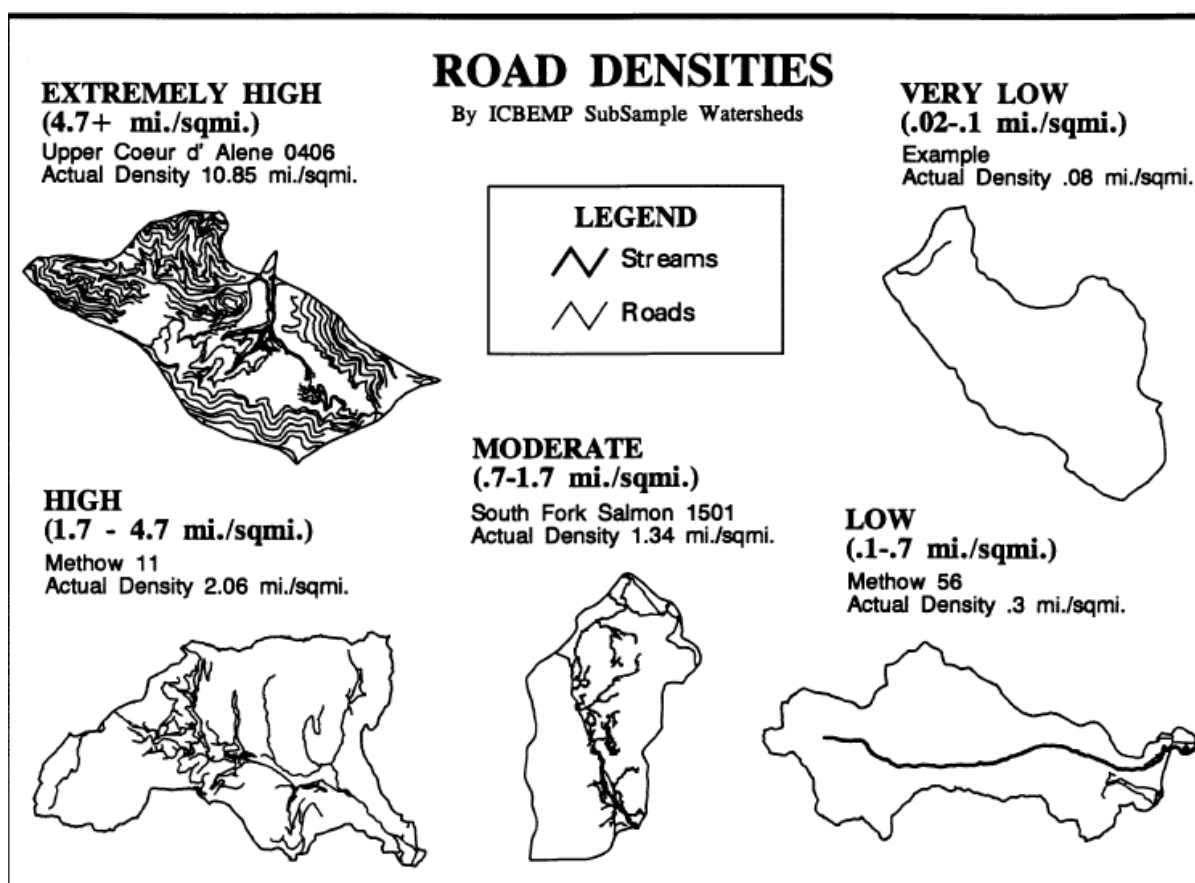 ROAD DENSITIES
By ICBEMP SubSample Watersheds
EXTREMELY HIGH
(4.7+ mi./sqmi.)
Upper Coeur d' Alene 0406
Actual Density 10.85 mi./sqmi.
VERY LOW
(.02-.1 mi./sqmi.)
Example
Actual Density .08 mi./sqmi.
LEGEND
Streams
Roads
HIGH
(1.7 - 4.7 mi./sqmi.)
Methow 11
Actual Density 2.06 mi./sqmi.
MODERATE
(.7-1.7 mi./sqmi.)
South Fork Salmon 1501
Actual Density 1.34 mi./sqmi.
LOW
(.1-.7 mi./sqmi.)
Methow 56
Actual Density .3 mi./sqmi.